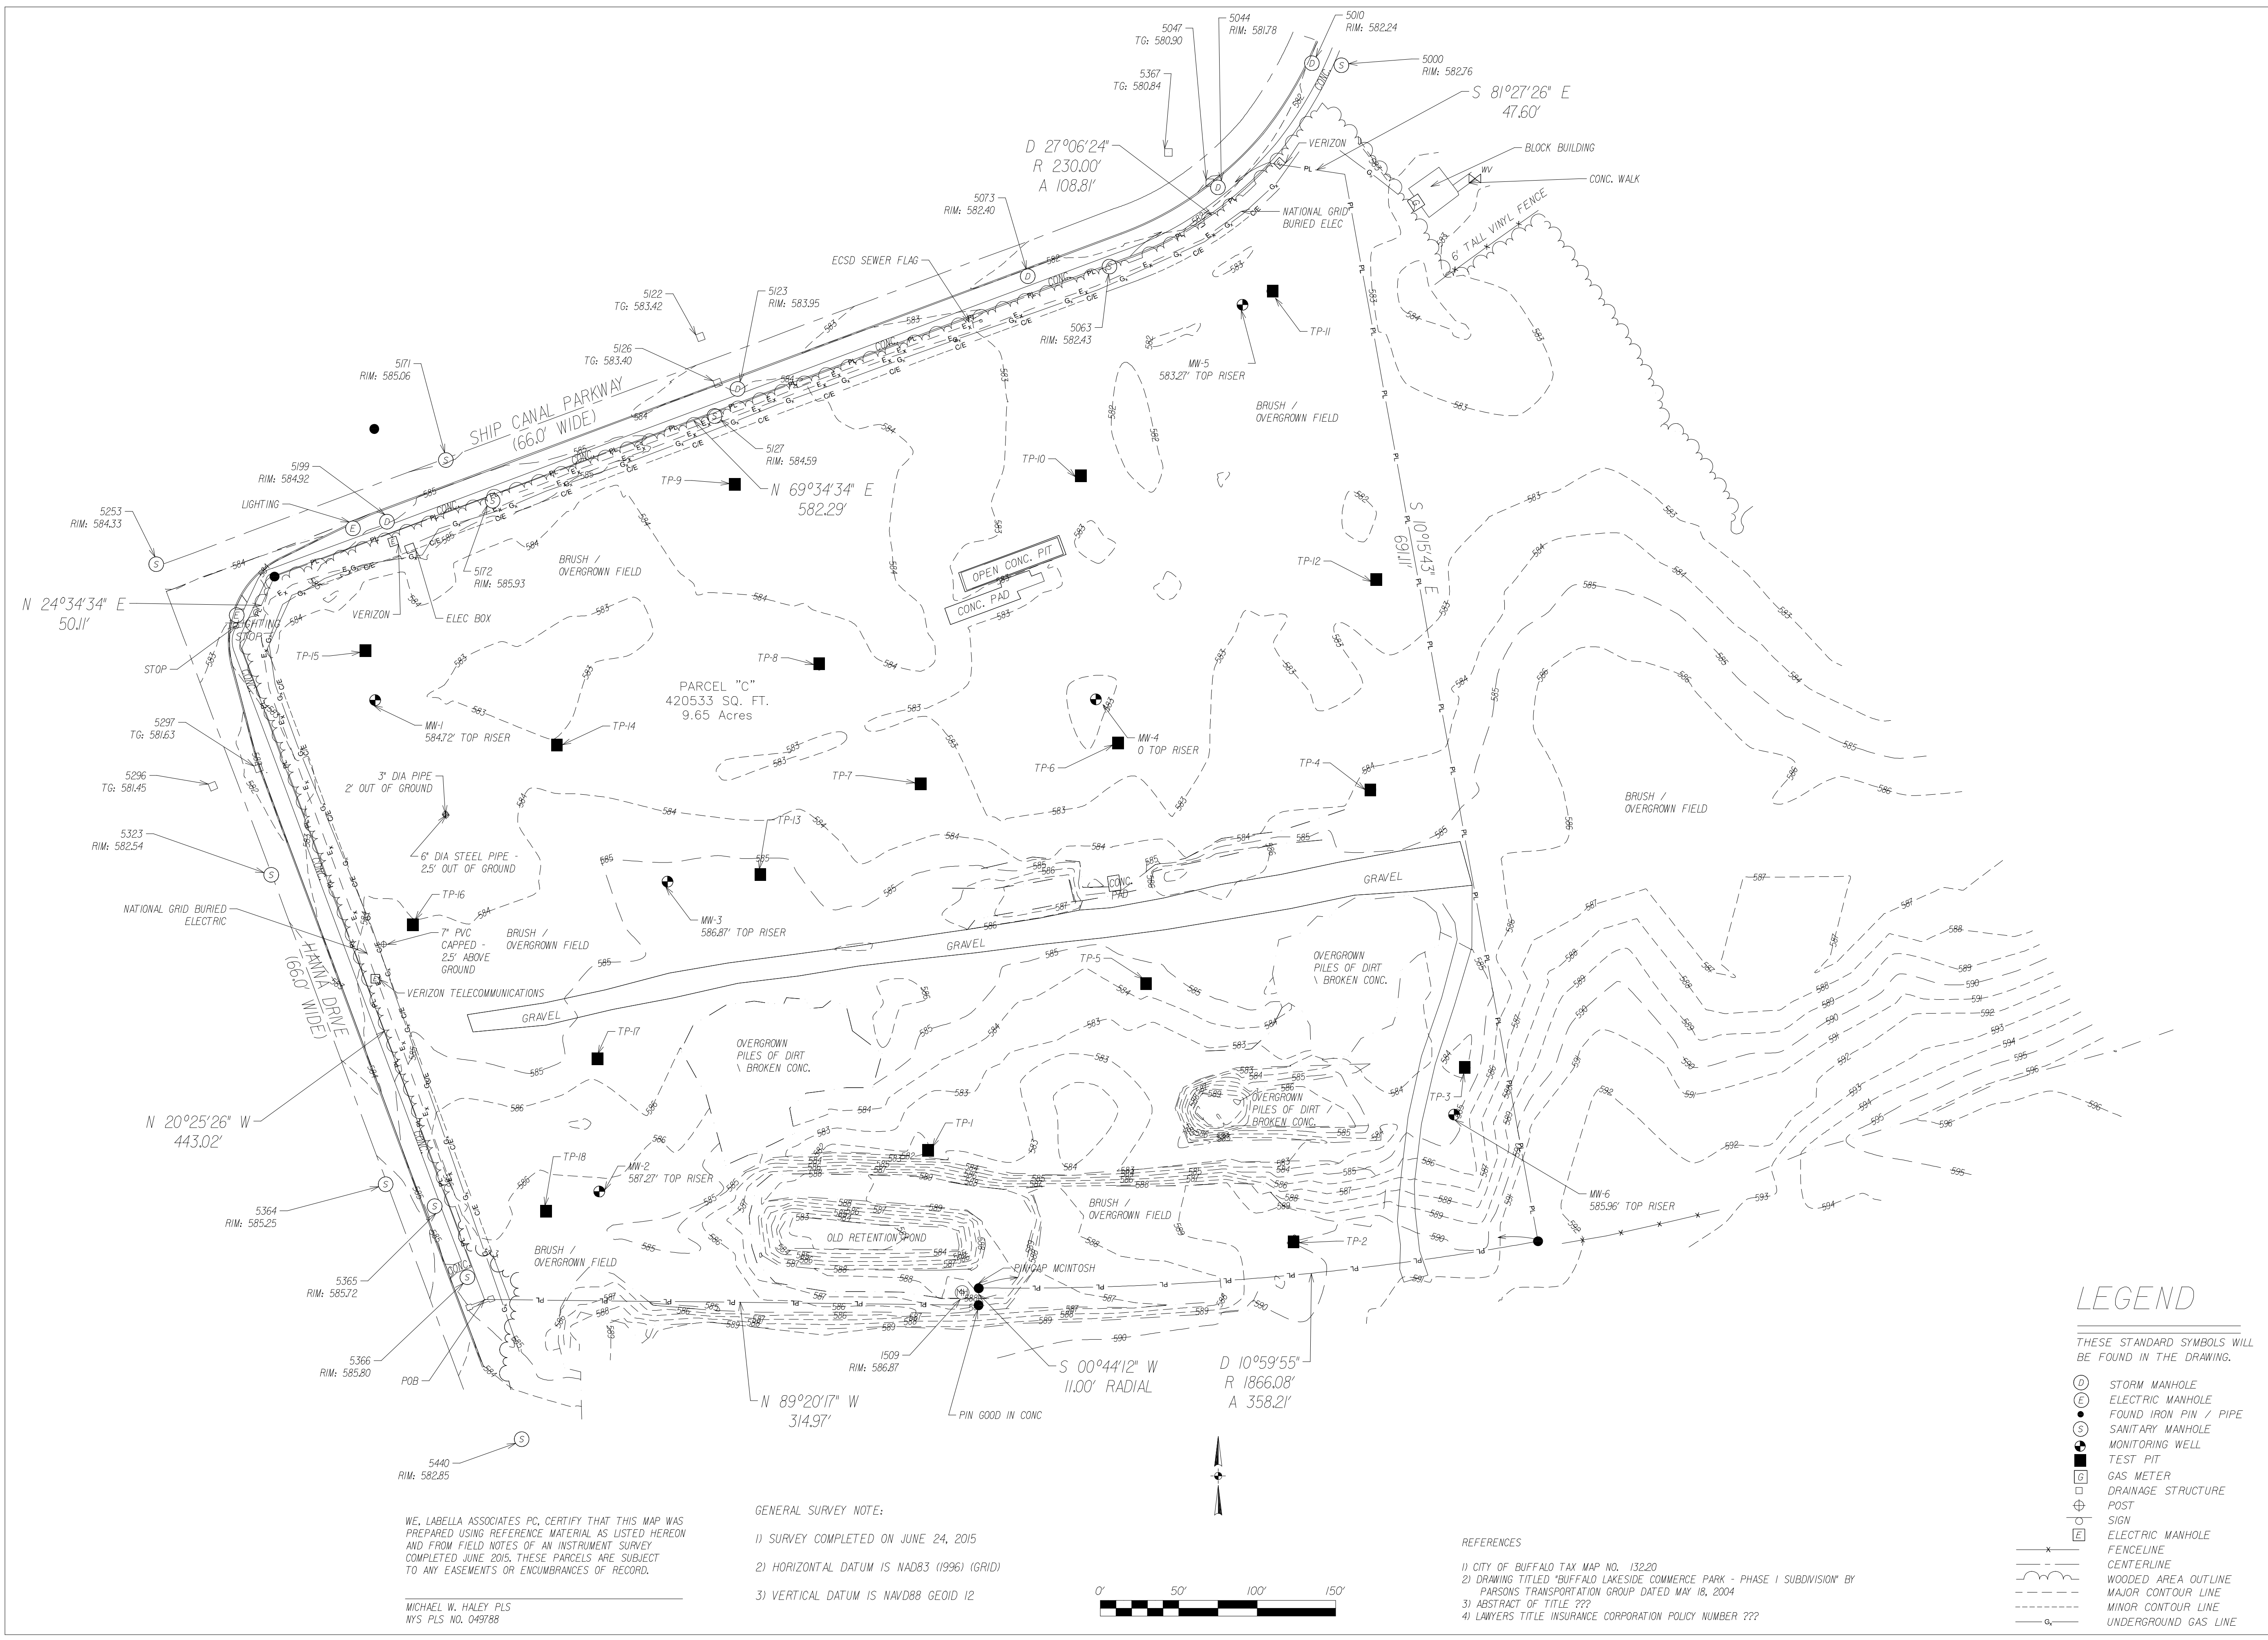 5010
RIM: 582.24
5044
RIM: 581.78
5047
TG: 580.90
5000
RIM: 582.76
5367
TG: 580.84
S 81°27'26" E
47.60'
D 27°06'24"
R 230.00'
A 108.81'
VERIZON
BLOCK BUILDING
WV
CONC. WALK
6' TALL VINYL FENCE
5073
RIM: 582.40
NATIONAL GRID
BURIED ELEC
ECSD SEWER FLAG
5122
TG: 583.42
5123
RIM: 583.95
5063
RIM: 582.43
TP-11
MW-5
583.27' TOP RISER
5126
TG: 583.40
5171
RIM: 585.06
SHIP CANAL PARKWAY
(66.0' WIDE)
BRUSH /
OVERGROWN FIELD
5127
RIM: 584.59
5199
RIM: 584.92
TP-9
TP-10
N 69°34'34" E
582.29'
LIGHTING
5253
RIM: 584.33
S 10°15'43" E
691.11'
BRUSH /
OVERGROWN FIELD
OPEN CONC. PIT
CONC. PAD
TP-12
5172
RIM: 585.93
N 24°34'34" E
50.11'
VERIZON
ELEC BOX
LIGHTING
STOP
STOP
TP-15
TP-8
PARCEL "C"
420533 SQ. FT.
9.65 Acres
MW-1
584.72' TOP RISER
TP-14
MW-4
0 TOP RISER
5297
TG: 581.63
TP-6
TP-4
TP-7
5296
TG: 581.45
3" DIA PIPE
2' OUT OF GROUND
BRUSH /
OVERGROWN FIELD
5323
RIM: 582.54
TP-13
6" DIA STEEL PIPE -
2.5' OUT OF GROUND
CONC.
PAD
GRAVEL
TP-16
NATIONAL GRID BURIED
ELECTRIC
MW-3
586.87' TOP RISER
7" PVC
CAPPED -
2.5' ABOVE
GROUND
BRUSH /
OVERGROWN FIELD
GRAVEL
OVERGROWN
PILES OF DIRT
\ BROKEN CONC.
TP-5
HANNA DRIVE
(66.0' WIDE)
VERIZON TELECOMMUNICATIONS
GRAVEL
TP-17
OVERGROWN
PILES OF DIRT
\ BROKEN CONC.
OVERGROWN
PILES OF DIRT /
BROKEN CONC.
TP-3
N 20°25'26" W
443.02'
TP-1
TP-18
MW-2
587.27' TOP RISER
MW-6
585.96' TOP RISER
5364
RIM: 585.25
BRUSH /
OVERGROWN FIELD
OLD RETENTION POND
TP-2
BRUSH /
OVERGROWN FIELD
5365
RIM: 585.72
PIN/CAP MCINTOSH
5366
RIM: 585.80
POB
1509
RIM: 586.87
S 00°44'12" W
11.00' RADIAL
D 10°59'55"
R 1866.08'
A 358.21'
N 89°20'17" W
314.97'
PIN GOOD IN CONC
5440
RIM: 582.85
WE, LABELLA ASSOCIATES PC, CERTIFY THAT THIS MAP WAS
PREPARED USING REFERENCE MATERIAL AS LISTED HEREON
AND FROM FIELD NOTES OF AN INSTRUMENT SURVEY
COMPLETED JUNE 2015. THESE PARCELS ARE SUBJECT
TO ANY EASEMENTS OR ENCUMBRANCES OF RECORD.
MICHAEL W. HALEY PLS
NYS PLS NO. 049788
GENERAL SURVEY NOTE:
1) SURVEY COMPLETED ON JUNE 24, 2015
2) HORIZONTAL DATUM IS NAD83 (1996) (GRID)
3) VERTICAL DATUM IS NAVD88 GEOID 12
0' 50' 100' 150'
REFERENCES
1) CITY OF BUFFALO TAX MAP NO. 132.20
2) DRAWING TITLED "BUFFALO LAKESIDE COMMERCE PARK - PHASE 1 SUBDIVISION" BY
PARSONS TRANSPORTATION GROUP DATED MAY 18, 2004
3) ABSTRACT OF TITLE ???
4) LAWYERS TITLE INSURANCE CORPORATION POLICY NUMBER ???
LEGEND
THESE STANDARD SYMBOLS WILL
BE FOUND IN THE DRAWING.
D STORM MANHOLE
E ELECTRIC MANHOLE
FOUND IRON PIN / PIPE
S SANITARY MANHOLE
MONITORING WELL
TEST PIT
G GAS METER
DRAINAGE STRUCTURE
POST
SIGN
E ELECTRIC MANHOLE
FENCELINE
CENTERLINE
WOODED AREA OUTLINE
MAJOR CONTOUR LINE
MINOR CONTOUR LINE
UNDERGROUND GAS LINE